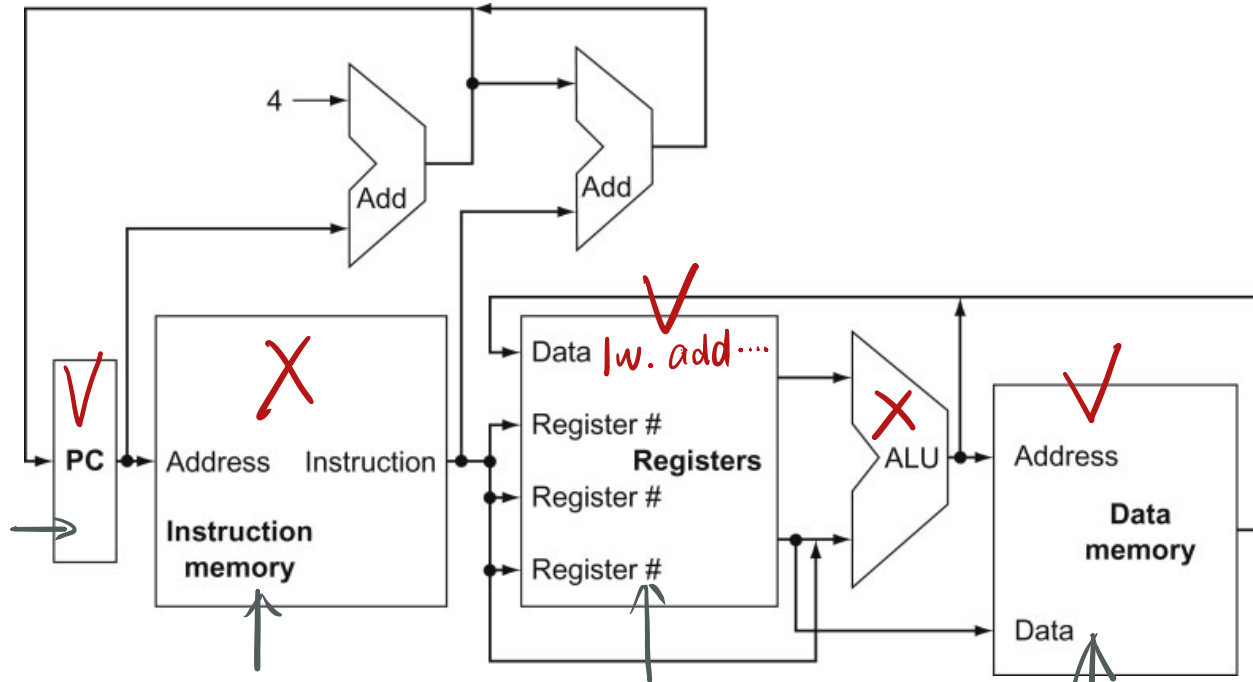 4
Add
Add
Data lw. add ....
Register #
PC
Address Instruction
Registers
ALU
Address
Register #
Instruction
memory
Data
memory
Register #
Data